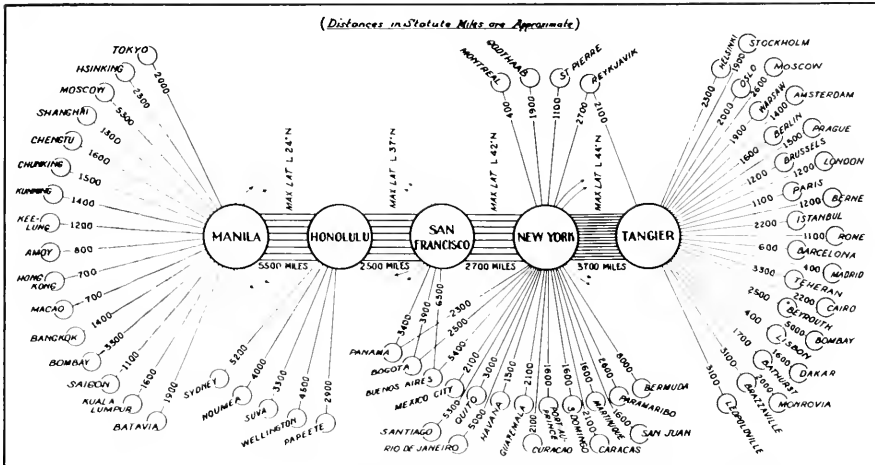 (Distances in Statute Miles are Approximate)
TOKYO 2000
HSINKING 2300
MOSCOW 5300
SHANGHAI 1300
CHENGTU 1600
CHUNKING 1500
KUNMING 1400
KEE-
LUNG 1200
AMOY 800
HONG
KONG 700
MACAO 700
BANGKOK 1400
BOMBAY 3300
SAIGON 1100
KUALA
LUMPUR 1600
BATAVIA 1900
MANILA
MAX LAT L 24°N
5500 MILES
HONOLULU
SYDNEY 5200
NOUMEA 4000
SUVA 3300
WELLINGTON 4800
PAPEETE 2900
MAX LAT L 37°N
2500 MILES
SAN
FRANCISCO
PANAMA 3400
BOGOTA 3900
BUENOS AIRES 6500
MAX LAT L 42°N
2700 MILES
NEW YORK
MONTREAL 400
GODTHAAB 1900
ST PIERRE 1100
REYKJAVIK 2700
2100
2300
2500
5400
MEXICO CITY 2100
SANTIAGO 5300
QUITO 3000
RIO DE JANEIRO 5000
HAVANA 1300
GUATEMALA 2100
CURACAO 2100
PORT-AU-
PRINCE 1600
S. DOMINGO 1600
CARACAS 2100
MARTINIQUE 1600
SAN JUAN 1600
PARAMARIBO 2600
BERMUDA
MAX LAT L 44°N
3700 MILES
TANGIER
HELSINKI 2300
STOCKHOLM 1900
OSLO 2000
MOSCOW 2600
WARSAW 1900
AMSTERDAM 1400
BERLIN 1600
PRAGUE 1500
BRUSSELS 1200
LONDON 1200
PARIS 1100
BERNE 1200
ISTANBUL 2200
ROME 1100
BARCELONA 600
MADRID 400
TEHERAN 3300
CAIRO 2200
BEYROUTH 2500
BOMBAY 5000
LISBON 400
DAKAR 1600
BATHURST 1700
MONROVIA 2000
BRAZZAVILLE 3100
LEOPOLDVILLE 3100